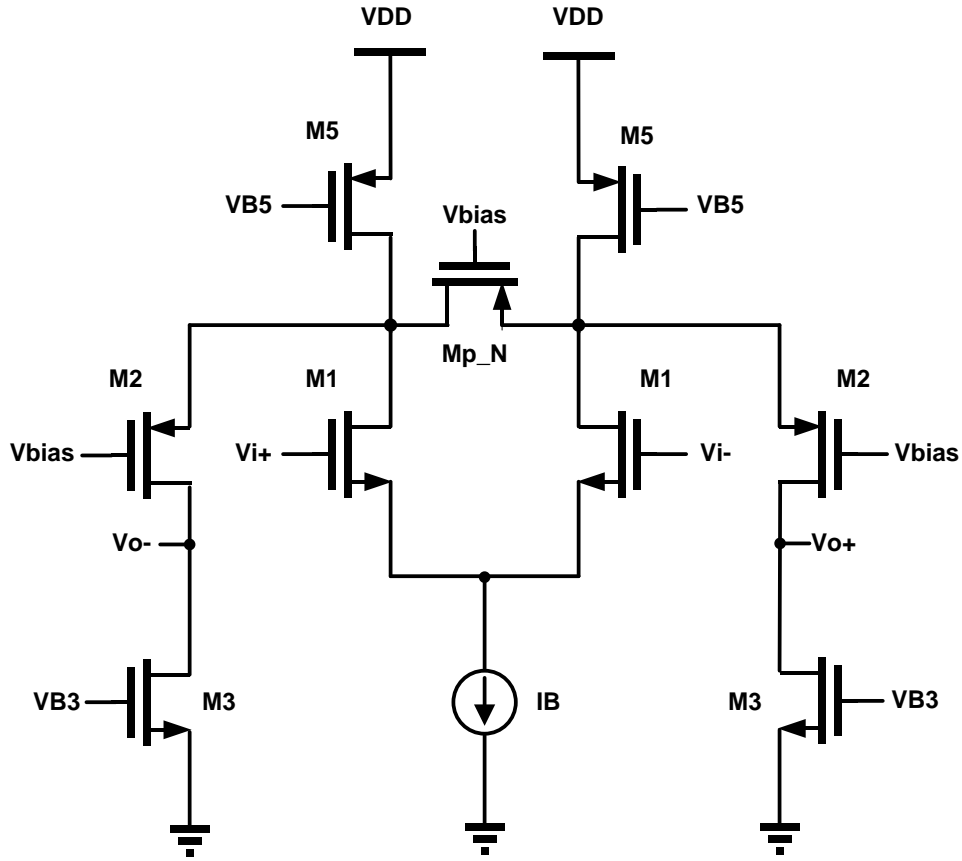 VDD VDD
M5 M5
VB5 Vbias VB5
Mp_N
M2 M1 M1 M2
Vbias Vi+ Vi- Vbias
Vo- Vo+
VB3 M3 IB M3 VB3